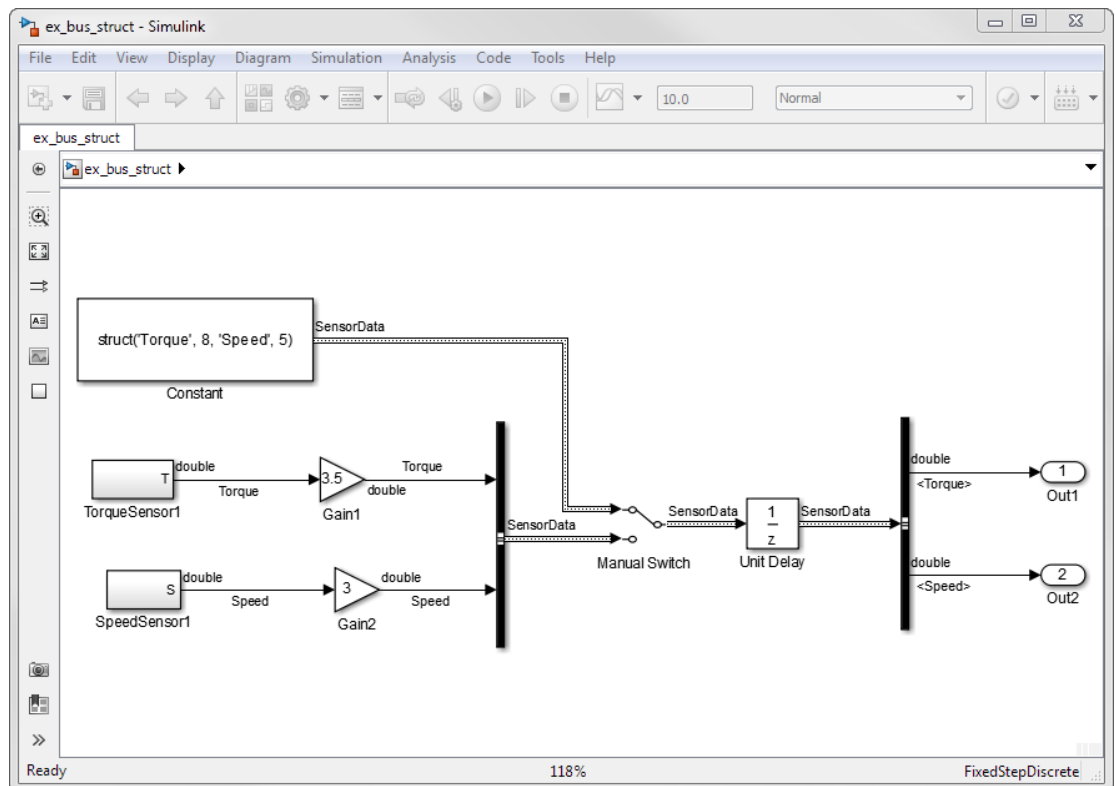 ex_bus_struct - Simulink
File Edit View Display Diagram Simulation Analysis Code Tools Help
10.0 Normal
ex_bus_struct
ex_bus_struct
struct('Torque', 8, 'Speed', 5)
SensorData
Constant
double
T
Torque
TorqueSensor1
3.5
Gain1
Torque
double
double
S
Speed
SpeedSensor1
3
Gain2
double
Speed
SensorData
Manual Switch
SensorData
1
z
Unit Delay
SensorData
double
<Torque>
1
Out1
double
<Speed>
2
Out2
Ready 118% FixedStepDiscrete